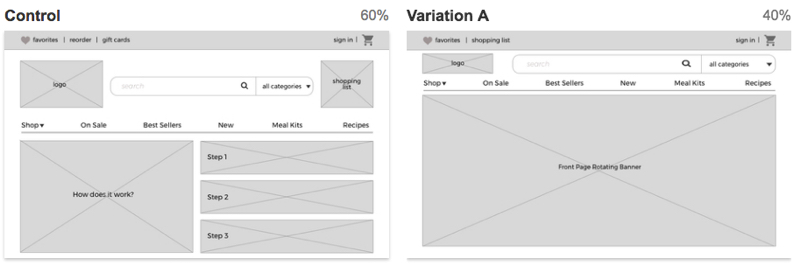 Control 60%
favorites | reorder | gift cards sign in |
logo search all categories ▾ shopping
list
Shop ▾ On Sale Best Sellers New Meal Kits Recipes
How does it work?
Step 1
Step 2
Step 3
Variation A 40%
favorites | shopping list sign in |
logo search all categories ▾
Shop ▾ On Sale Best Sellers New Meal Kits Recipes
Front Page Rotating Banner